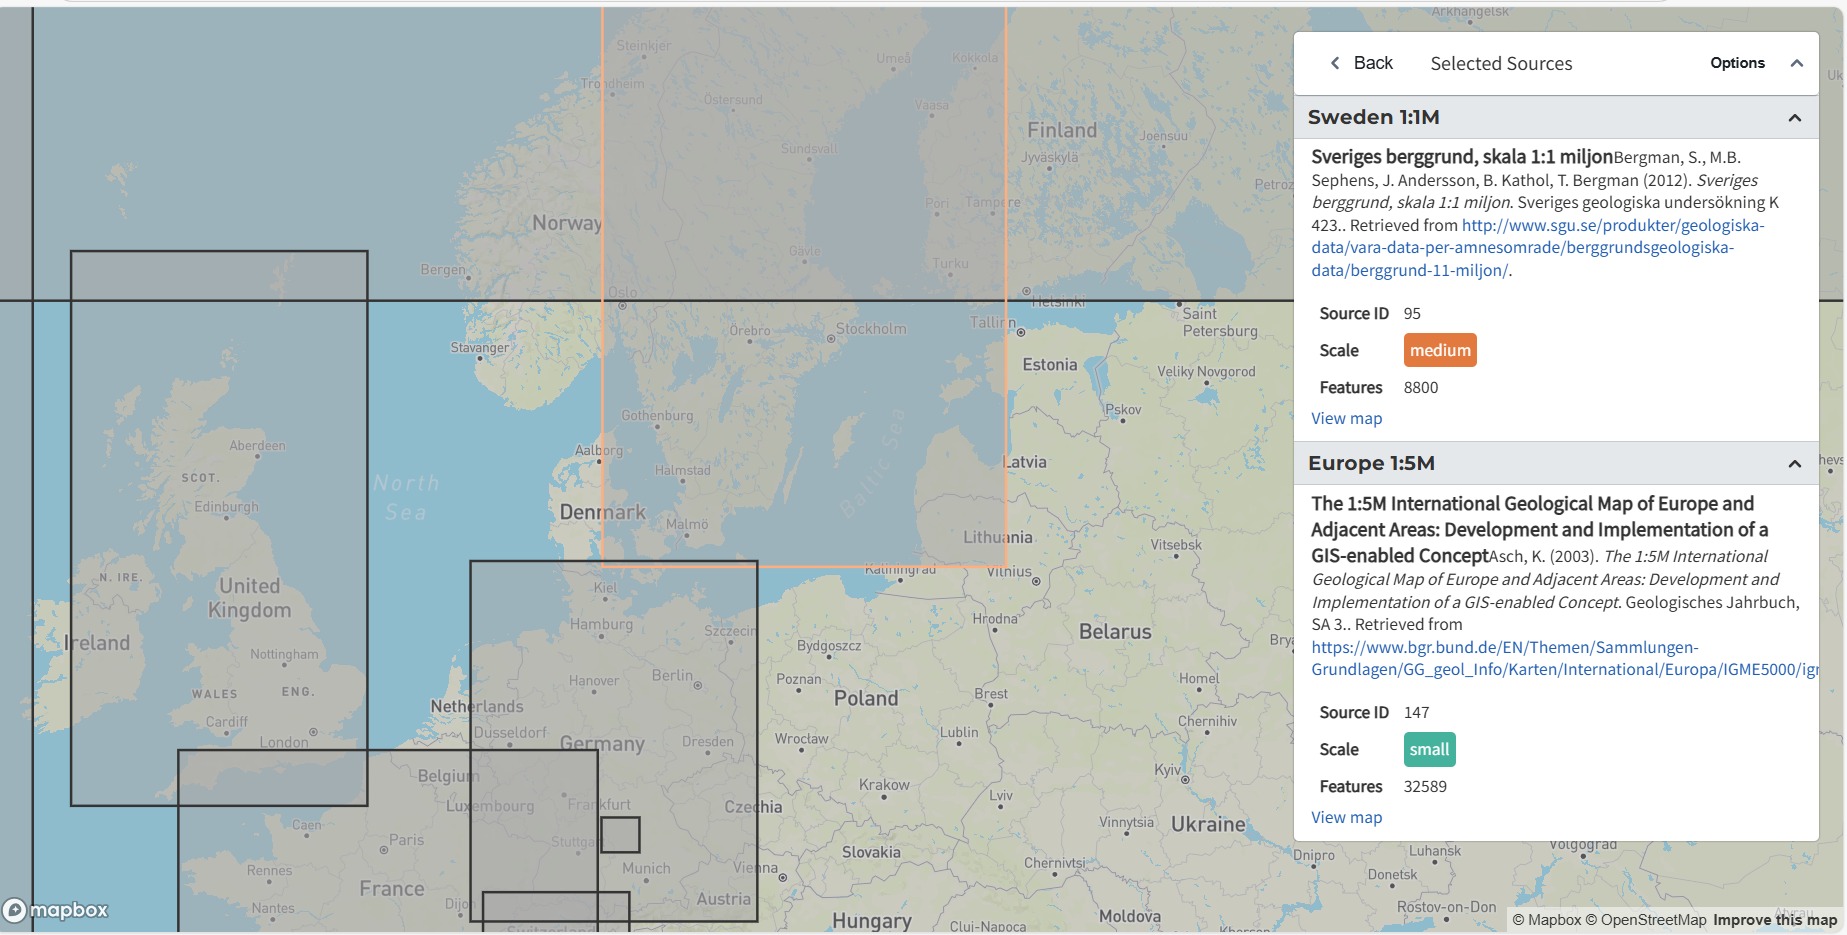 Back
Selected Sources
Options
Sweden 1:1M
Sveriges berggrund, skala 1:1 miljonBergman, S., M.B.
Sephens, J. Andersson, B. Kathol, T. Bergman (2012). Sveriges
berggrund, skala 1:1 miljon. Sveriges geologiska undersökning K
423.. Retrieved from http://www.sgu.se/produkter/geologiska-
data/vara-data-per-amnesomrade/berggrundsgeologiska-
data/berggrund-11-miljon/.
Source ID 95
Scale medium
Features 8800
View map
Europe 1:5M
The 1:5M International Geological Map of Europe and
Adjacent Areas: Development and Implementation of a
GIS-enabled ConceptAsch, K. (2003). The 1:5M International
Geological Map of Europe and Adjacent Areas: Development and
Implementation of a GIS-enabled Concept. Geologisches Jahrbuch,
SA 3.. Retrieved from
https://www.bgr.bund.de/EN/Themen/Sammlungen-
Grundlagen/GG_geol_Info/Karten/International/Europa/IGME5000/igr
Source ID 147
Scale small
Features 32589
View map
Arkhangelsk
Steinkjer
Umeå
Kokkola
Trondheim
Östersund
Vaasa
Finland
Joensuu
Sundsvall
Jyväskylä
Petroz
Pori
Tampere
Norway
Gävle
Turku
Bergen
Oslo
Helsinki
Örebro
Stockholm
Tallinn
Saint
Petersburg
Stavanger
Estonia
Veliky Novgorod
Gothenburg
Pskov
Aberdeen
Aalborg
Baltic Sea
Latvia
SCOT.
Halmstad
North
Sea
Edinburgh
Denmark
Malmö
Lithuania
Vitsebsk
N. IRE.
Kaliningrad
Vilnius
United
Kingdom
Kiel
Hamburg
Szczecin
Hrodna
Belarus
Bry
Ireland
Nottingham
Bydgoszcz
Hanover
Berlin
Poznan
Poland
Brest
Homel
WALES
ENG.
Netherlands
Cardiff
London
Dusseldorf
Germany
Dresden
Wrocław
Lublin
Chernihiv
Belgium
Luxembourg
Frankfurt
Czechia
Krakow
Lviv
Kyiv
Caen
Paris
Stuttga
Slovakia
Vinnytsia
Ukraine
Rennes
France
Munich
Vienna
Chernivtsi
Dnipro
Luhansk
Volgograd
Donetsk
Nantes
Dijo
Austria
Hungary
Cluj-Napoca
Moldova
Rostov-on-Don
Switzerland
Kherson
mapbox
© Mapbox © OpenStreetMap Improve this map